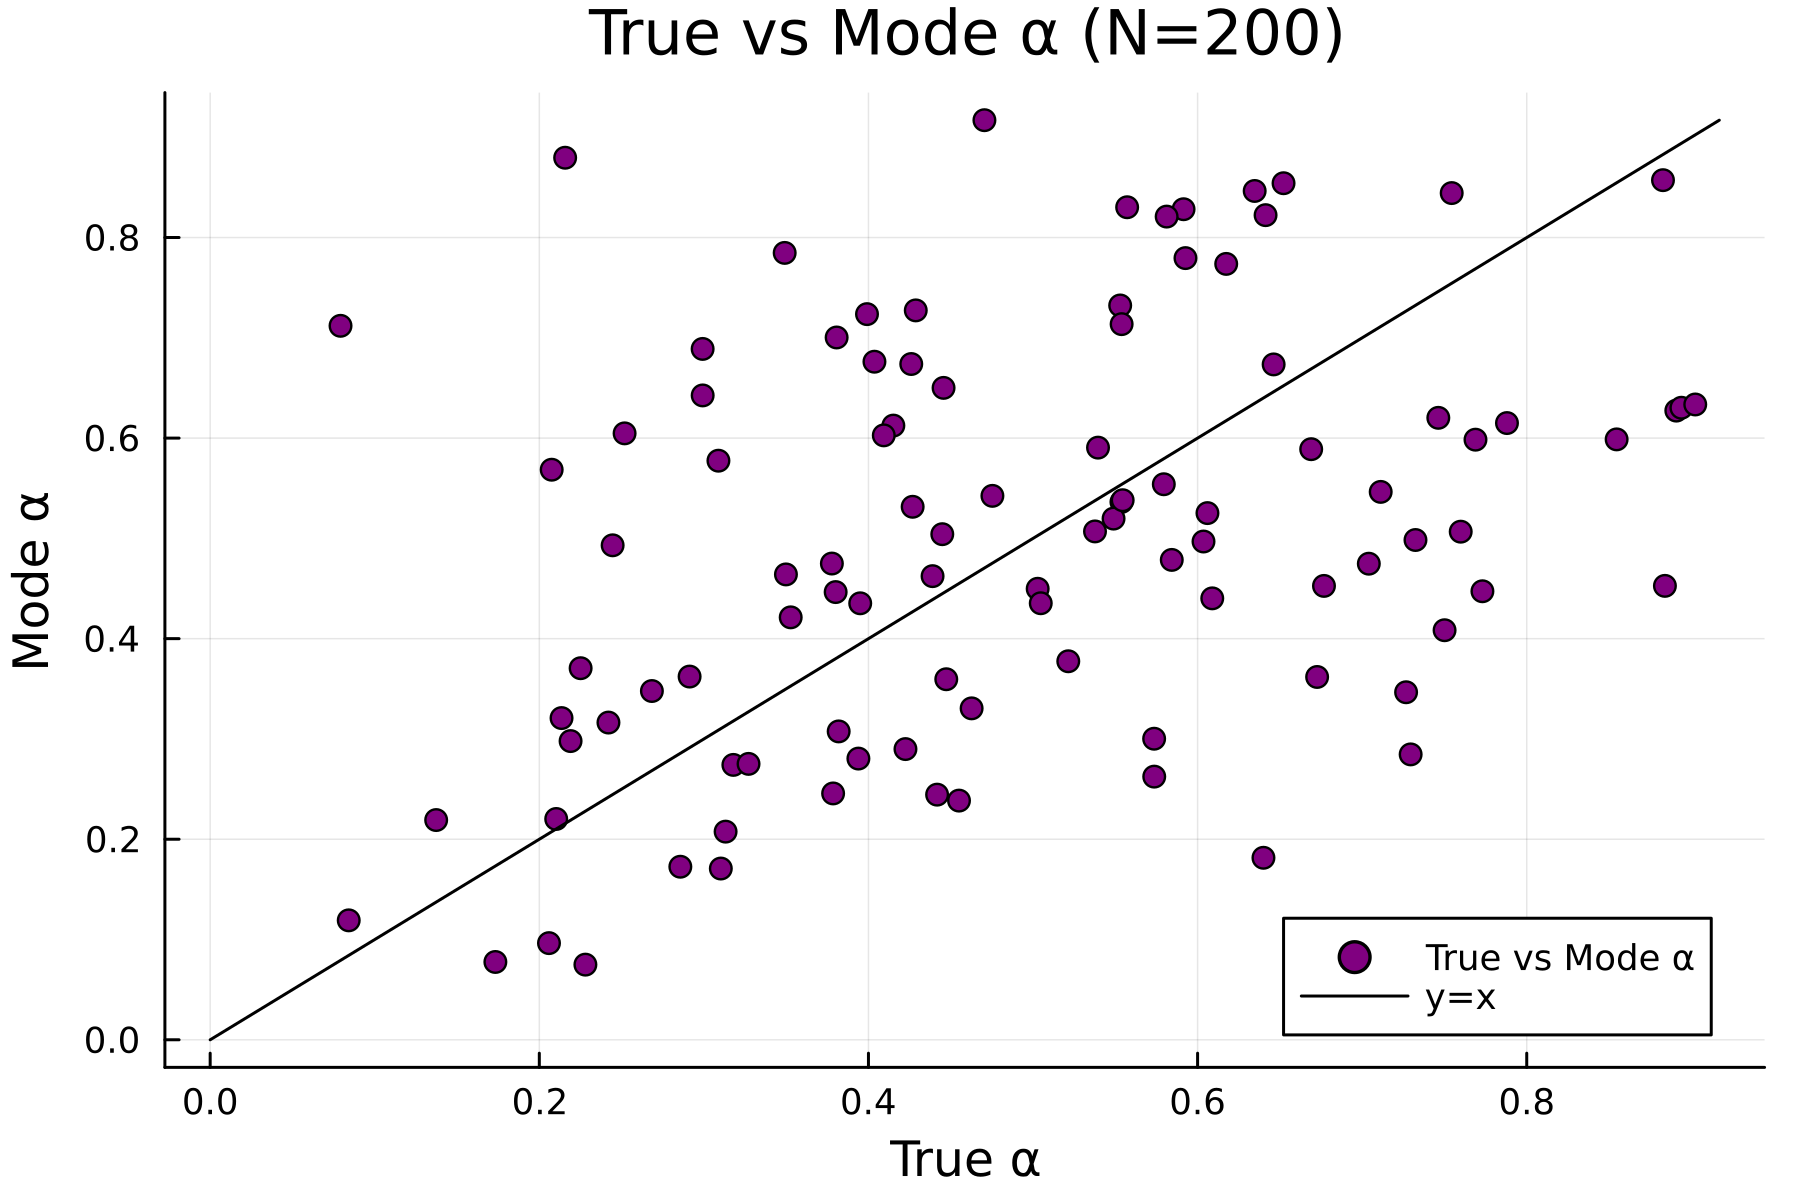 True vs Mode α (N=200)
Mode α
0.8
0.6
0.4
0.2
0.0
0.0 0.2 0.4 0.6 0.8
True α
True vs Mode α
y=x